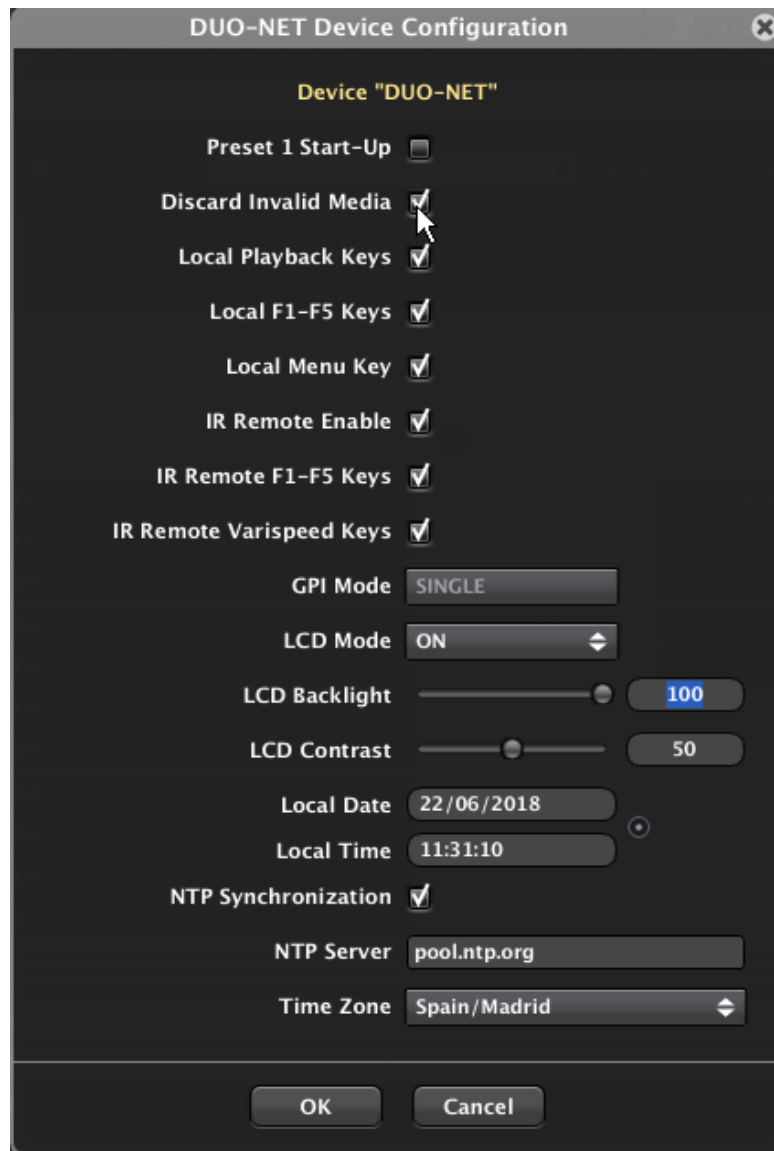 DUO-NET Device Configuration
Device "DUO-NET"
Preset 1 Start-Up
Discard Invalid Media
Local Playback Keys
Local F1-F5 Keys
Local Menu Key
IR Remote Enable
IR Remote F1-F5 Keys
IR Remote Varispeed Keys
GPI Mode SINGLE
LCD Mode ON
LCD Backlight 100
LCD Contrast 50
Local Date 22/06/2018
Local Time 11:31:10
NTP Synchronization
NTP Server pool.ntp.org
Time Zone Spain/Madrid
OK Cancel